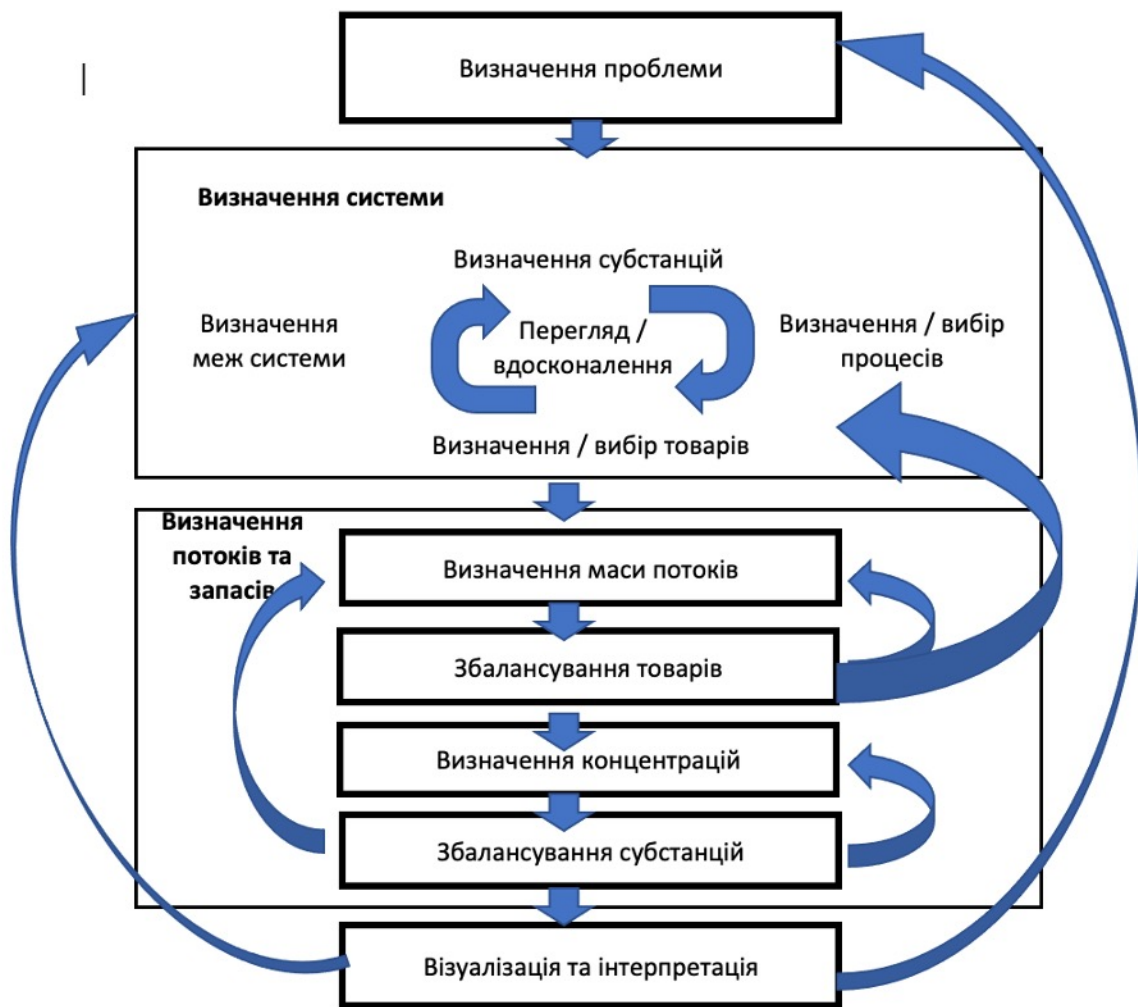 Визначення проблеми
Визначення системи
Визначення субстанцій
Визначення
меж системи
Перегляд /
вдосконалення
Визначення / вибір
процесів
Визначення / вибір товарів
Визначення
потоків та
запасів
Визначення маси потоків
Збалансування товарів
Визначення концентрацій
Збалансування субстанцій
Візуалізація та інтерпретація